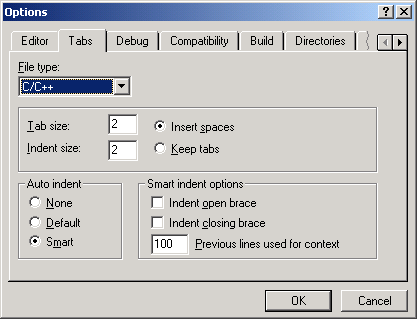 Options
Editor Tabs Debug Compatibility Build Directories
File type:
C/C++
Tab size: 2 Insert spaces
Indent size: 2 Keep tabs
Auto indent Smart indent options
None Indent open brace
Default Indent closing brace
Smart 100 Previous lines used for context
OK Cancel